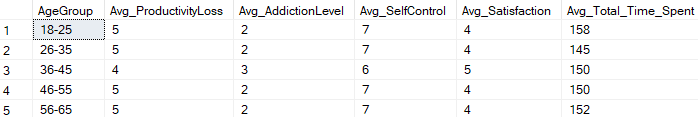 AgeGroup Avg_ProductivityLoss Avg_AddictionLevel Avg_SelfControl Avg_Satisfaction Avg_Total_Time_Spent
1 18-25 5 2 7 4 158
2 26-35 5 2 7 4 145
3 36-45 4 3 6 5 150
4 46-55 5 2 7 4 150
5 56-65 5 2 7 4 152